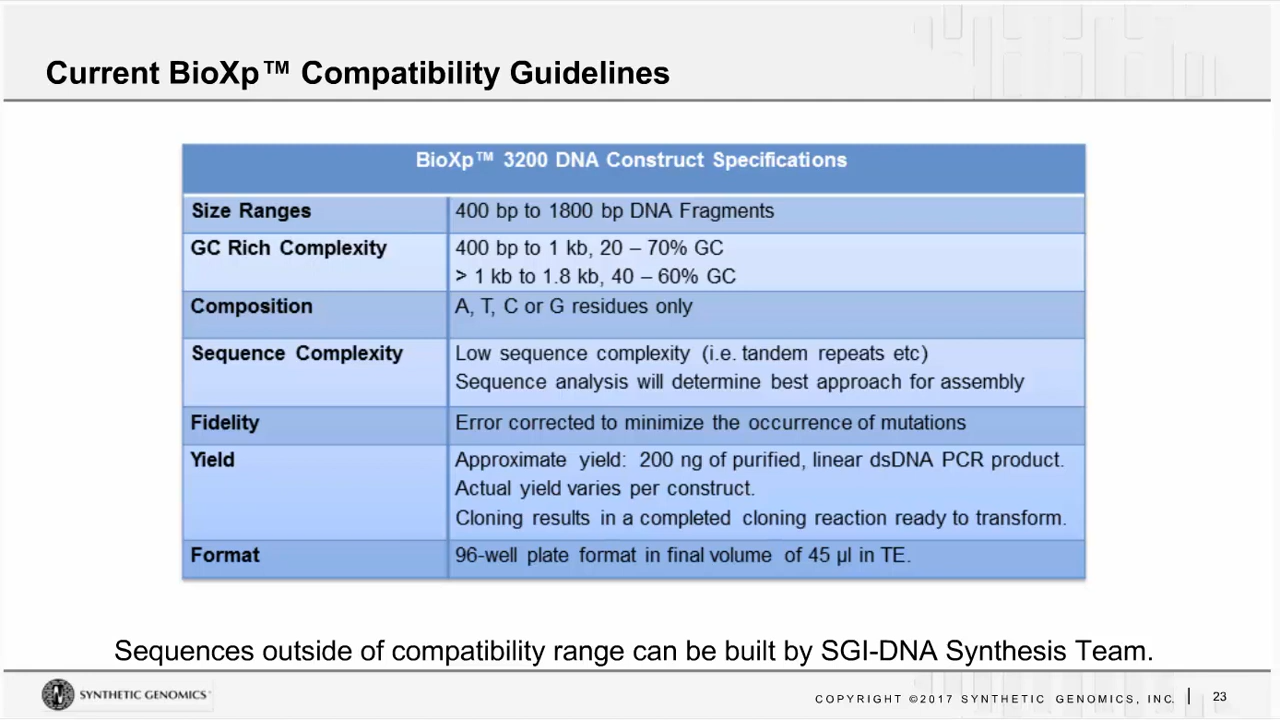 Current BioXp™ Compatibility Guidelines
BioXp™ 3200 DNA Construct Specifications
Size Ranges
400 bp to 1800 bp DNA Fragments
GC Rich Complexity
400 bp to 1 kb, 20 – 70% GC
> 1 kb to 1.8 kb, 40 – 60% GC
Composition
A, T, C or G residues only
Sequence Complexity
Low sequence complexity (i.e. tandem repeats etc)
Sequence analysis will determine best approach for assembly
Fidelity
Error corrected to minimize the occurrence of mutations
Yield
Approximate yield: 200 ng of purified, linear dsDNA PCR product.
Actual yield varies per construct.
Cloning results in a completed cloning reaction ready to transform.
Format
96-well plate format in final volume of 45 µl in TE.
Sequences outside of compatibility range can be built by SGI-DNA Synthesis Team.
SYNTHETIC GENOMICS
COPYRIGHT ©2017 SYNTHETIC GENOMICS, INC. | 23